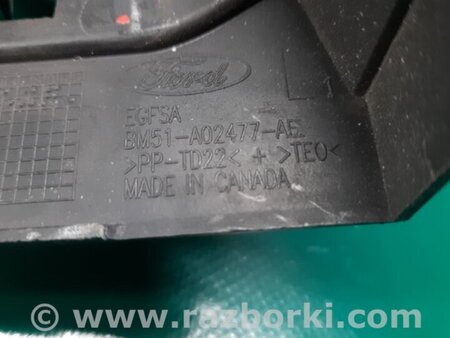 Ford
EGFSA
BM51-A02477-AE
>PP-TD22< + >TEO<
MADE IN CANADA
© www.razborki.com